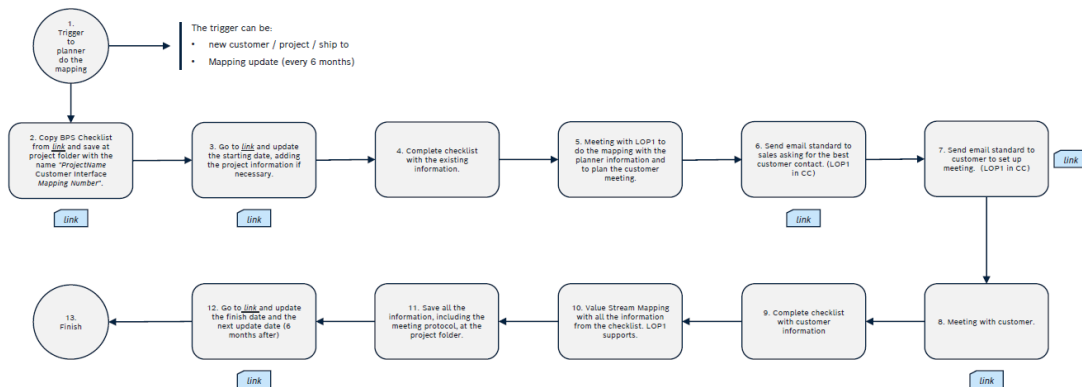 1.
Trigger
to
planner
do the
mapping
The trigger can be:
• new customer / project / ship to
• Mapping update (every 6 months)
2. Copy BPS Checklist
from link and save at
project folder with the
name "ProjectName
Customer Interface
Mapping Number".
link
3. Go to link and update
the starting date, adding
the project information if
necessary.
link
4. Complete checklist
with the existing
information.
5. Meeting with LOP1 to
do the mapping with the
planner information and
to plan the customer
meeting.
6. Send email standard to
sales asking for the best
customer contact. (LOP1
in CC)
link
7. Send email standard to
customer to set up
meeting. (LOP1 in CC)
link
8. Meeting with customer.
link
9. Complete checklist
with customer
information
10. Value Stream Mapping
with all the information
from the checklist. LOP1
supports.
11. Save all the
information, including the
meeting protocol, at the
project folder.
12. Go to link and update
the finish date and the
next update date (6
months after)
link
13.
Finish